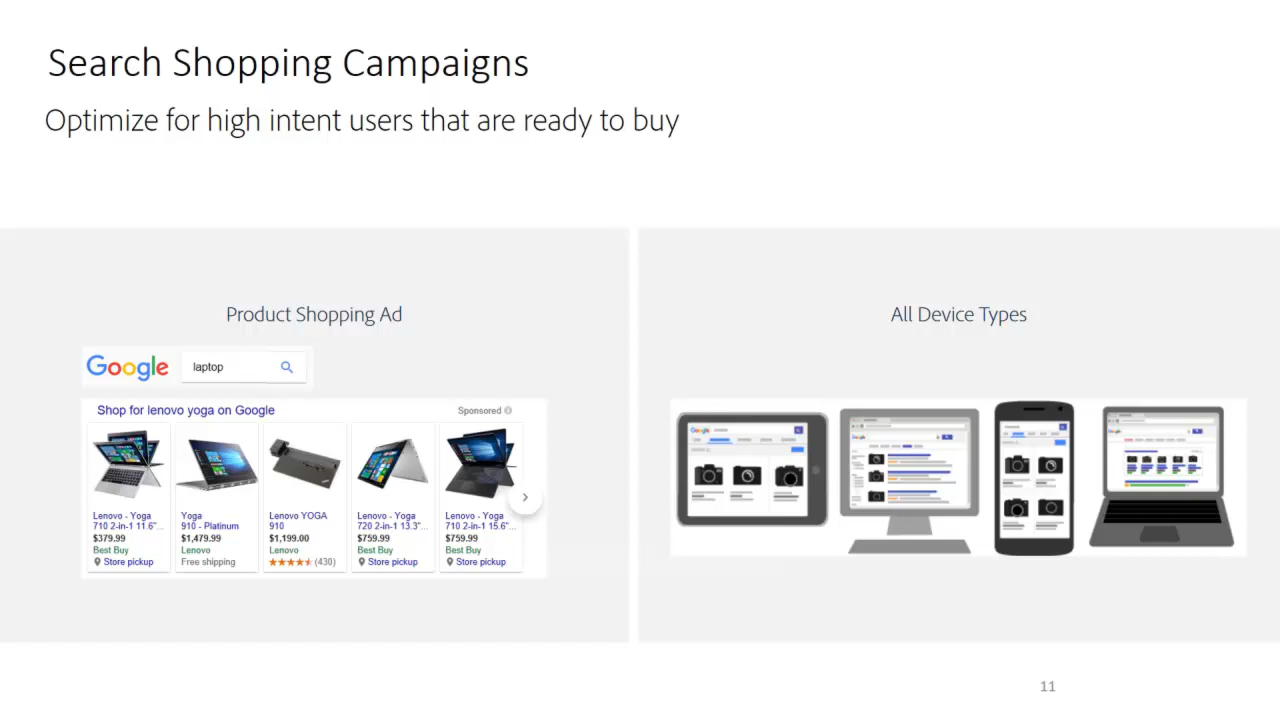 Search Shopping Campaigns
Optimize for high intent users that are ready to buy
Product Shopping Ad
Google
laptop
Shop for lenovo yoga on Google
Sponsored
Lenovo - Yoga
710 2-in-1 11.6"...
$379.99
Best Buy
Store pickup
Yoga
910 - Platinum
$1,479.99
Lenovo
Free shipping
Lenovo YOGA
910
$1,199.00
Lenovo
(430)
Lenovo - Yoga
720 2-in-1 13.3"...
$759.99
Best Buy
Store pickup
Lenovo - Yoga
710 2-in-1 15.6"...
$759.99
Best Buy
Store pickup
All Device Types
Google
Google
Google
11